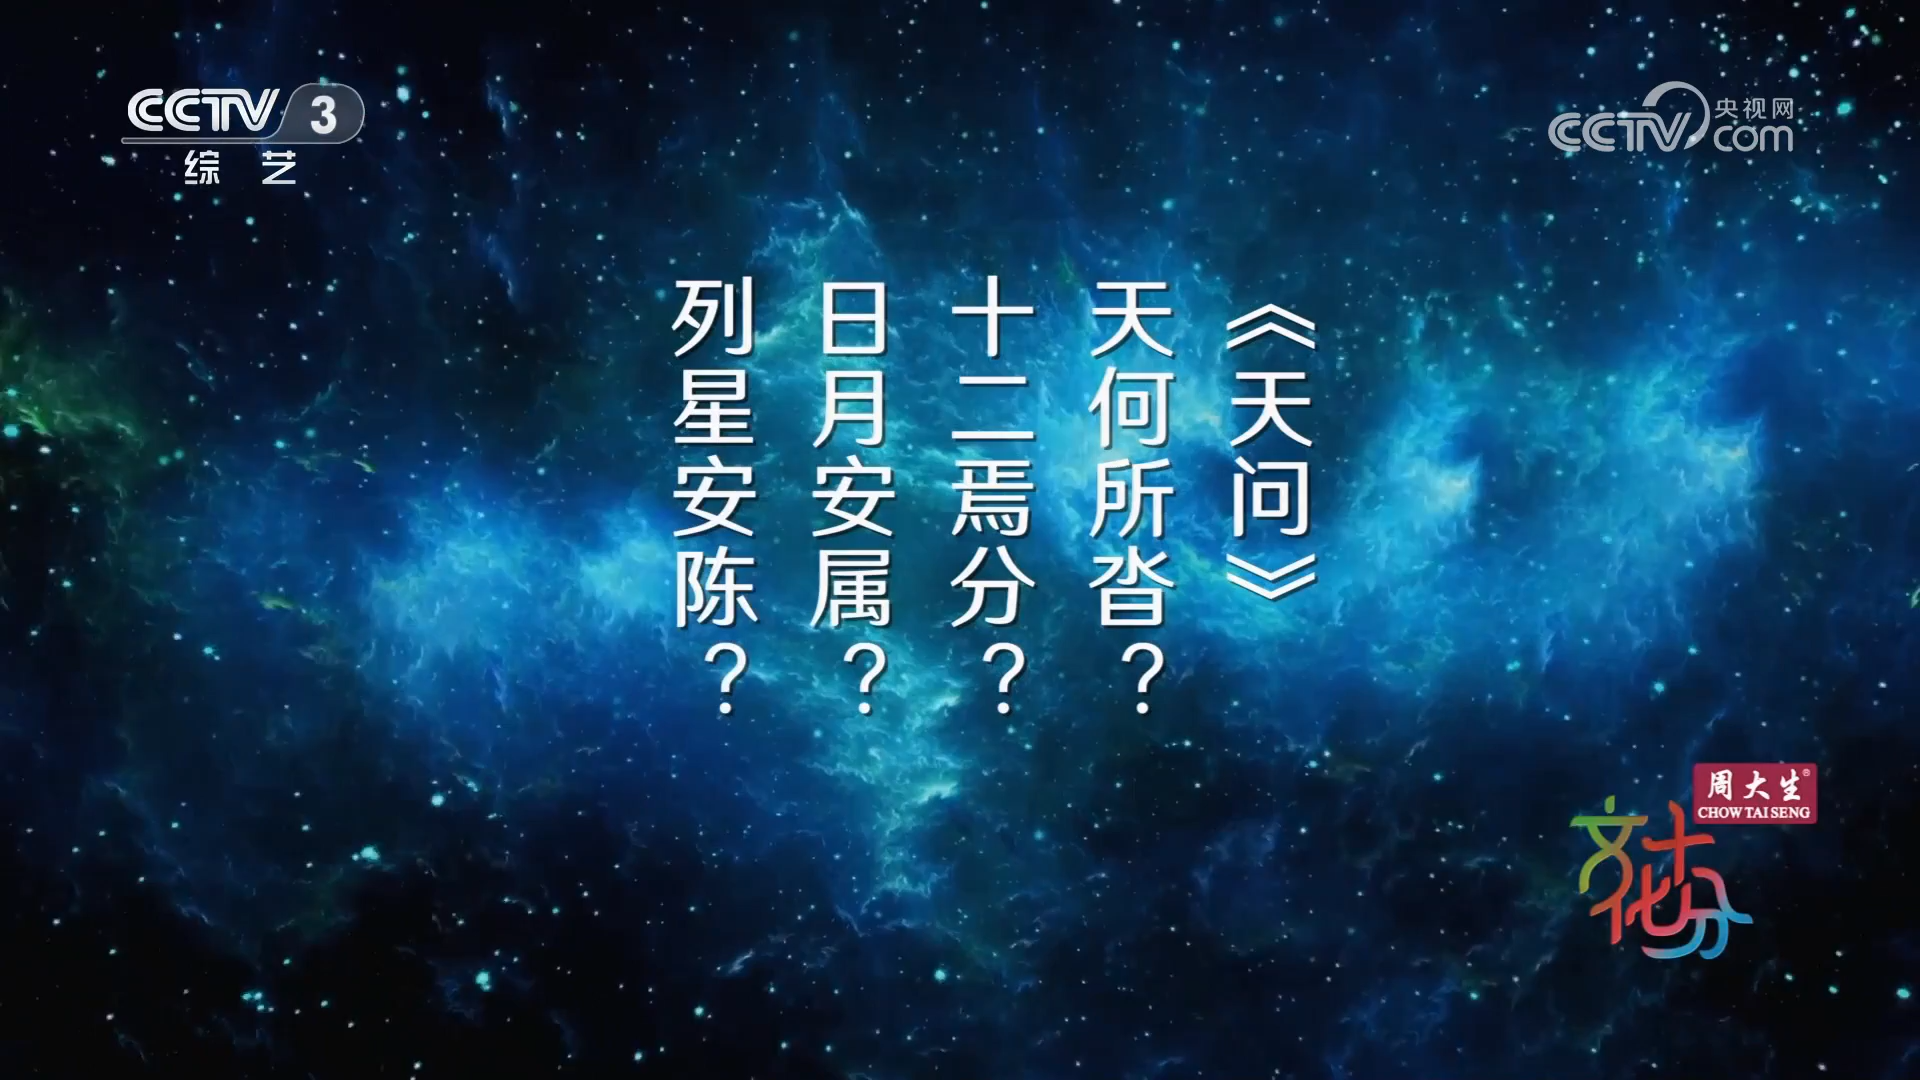 CCTV 3
综 艺
央视网
CCTV.com
《天问》
天何所沓？
十二焉分？
日月安属？
列星安陈？
周大生®
CHOW TAI SENG
文化十分